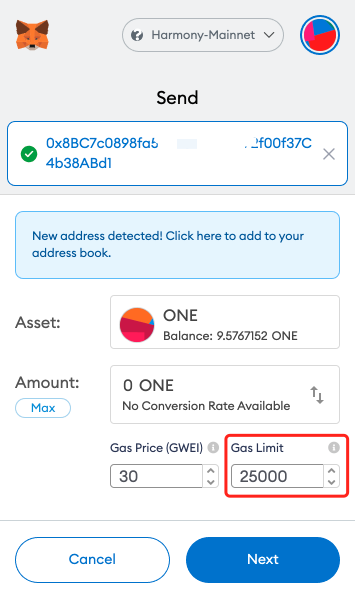 Harmony-Mainnet
Send
0x8BC7c0898fa5 2f00f37C
4b38ABd1
New address detected! Click here to add to your
address book.
Asset:
ONE
Balance: 9.5767152 ONE
Amount:
Max
0 ONE
No Conversion Rate Available
Gas Price (GWEI)
Gas Limit
30
25000
Cancel
Next